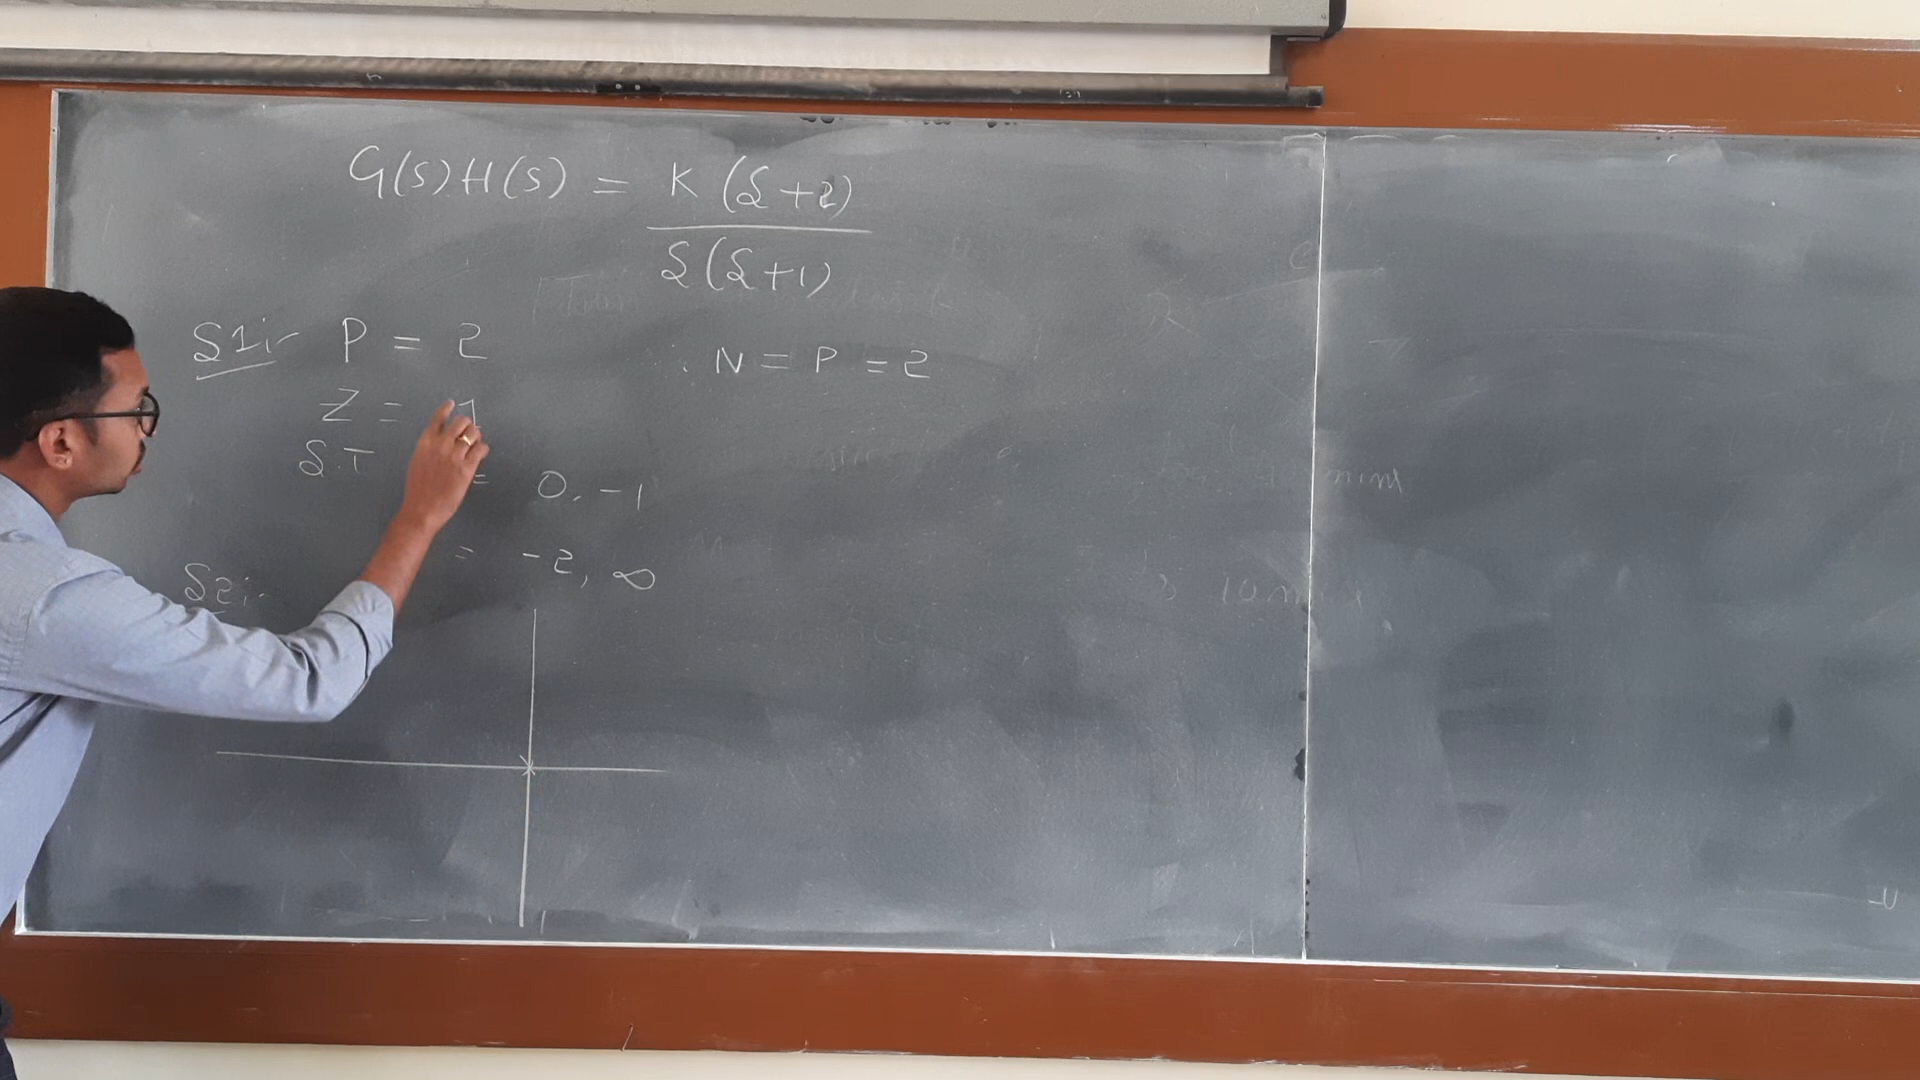 G(s)H(s) = K(S+2)
S(S+1)
S1:- P = 2
∴ N = P = 2
Z = 1
S.T
= 0, -1
= -2, ∞
S2:-